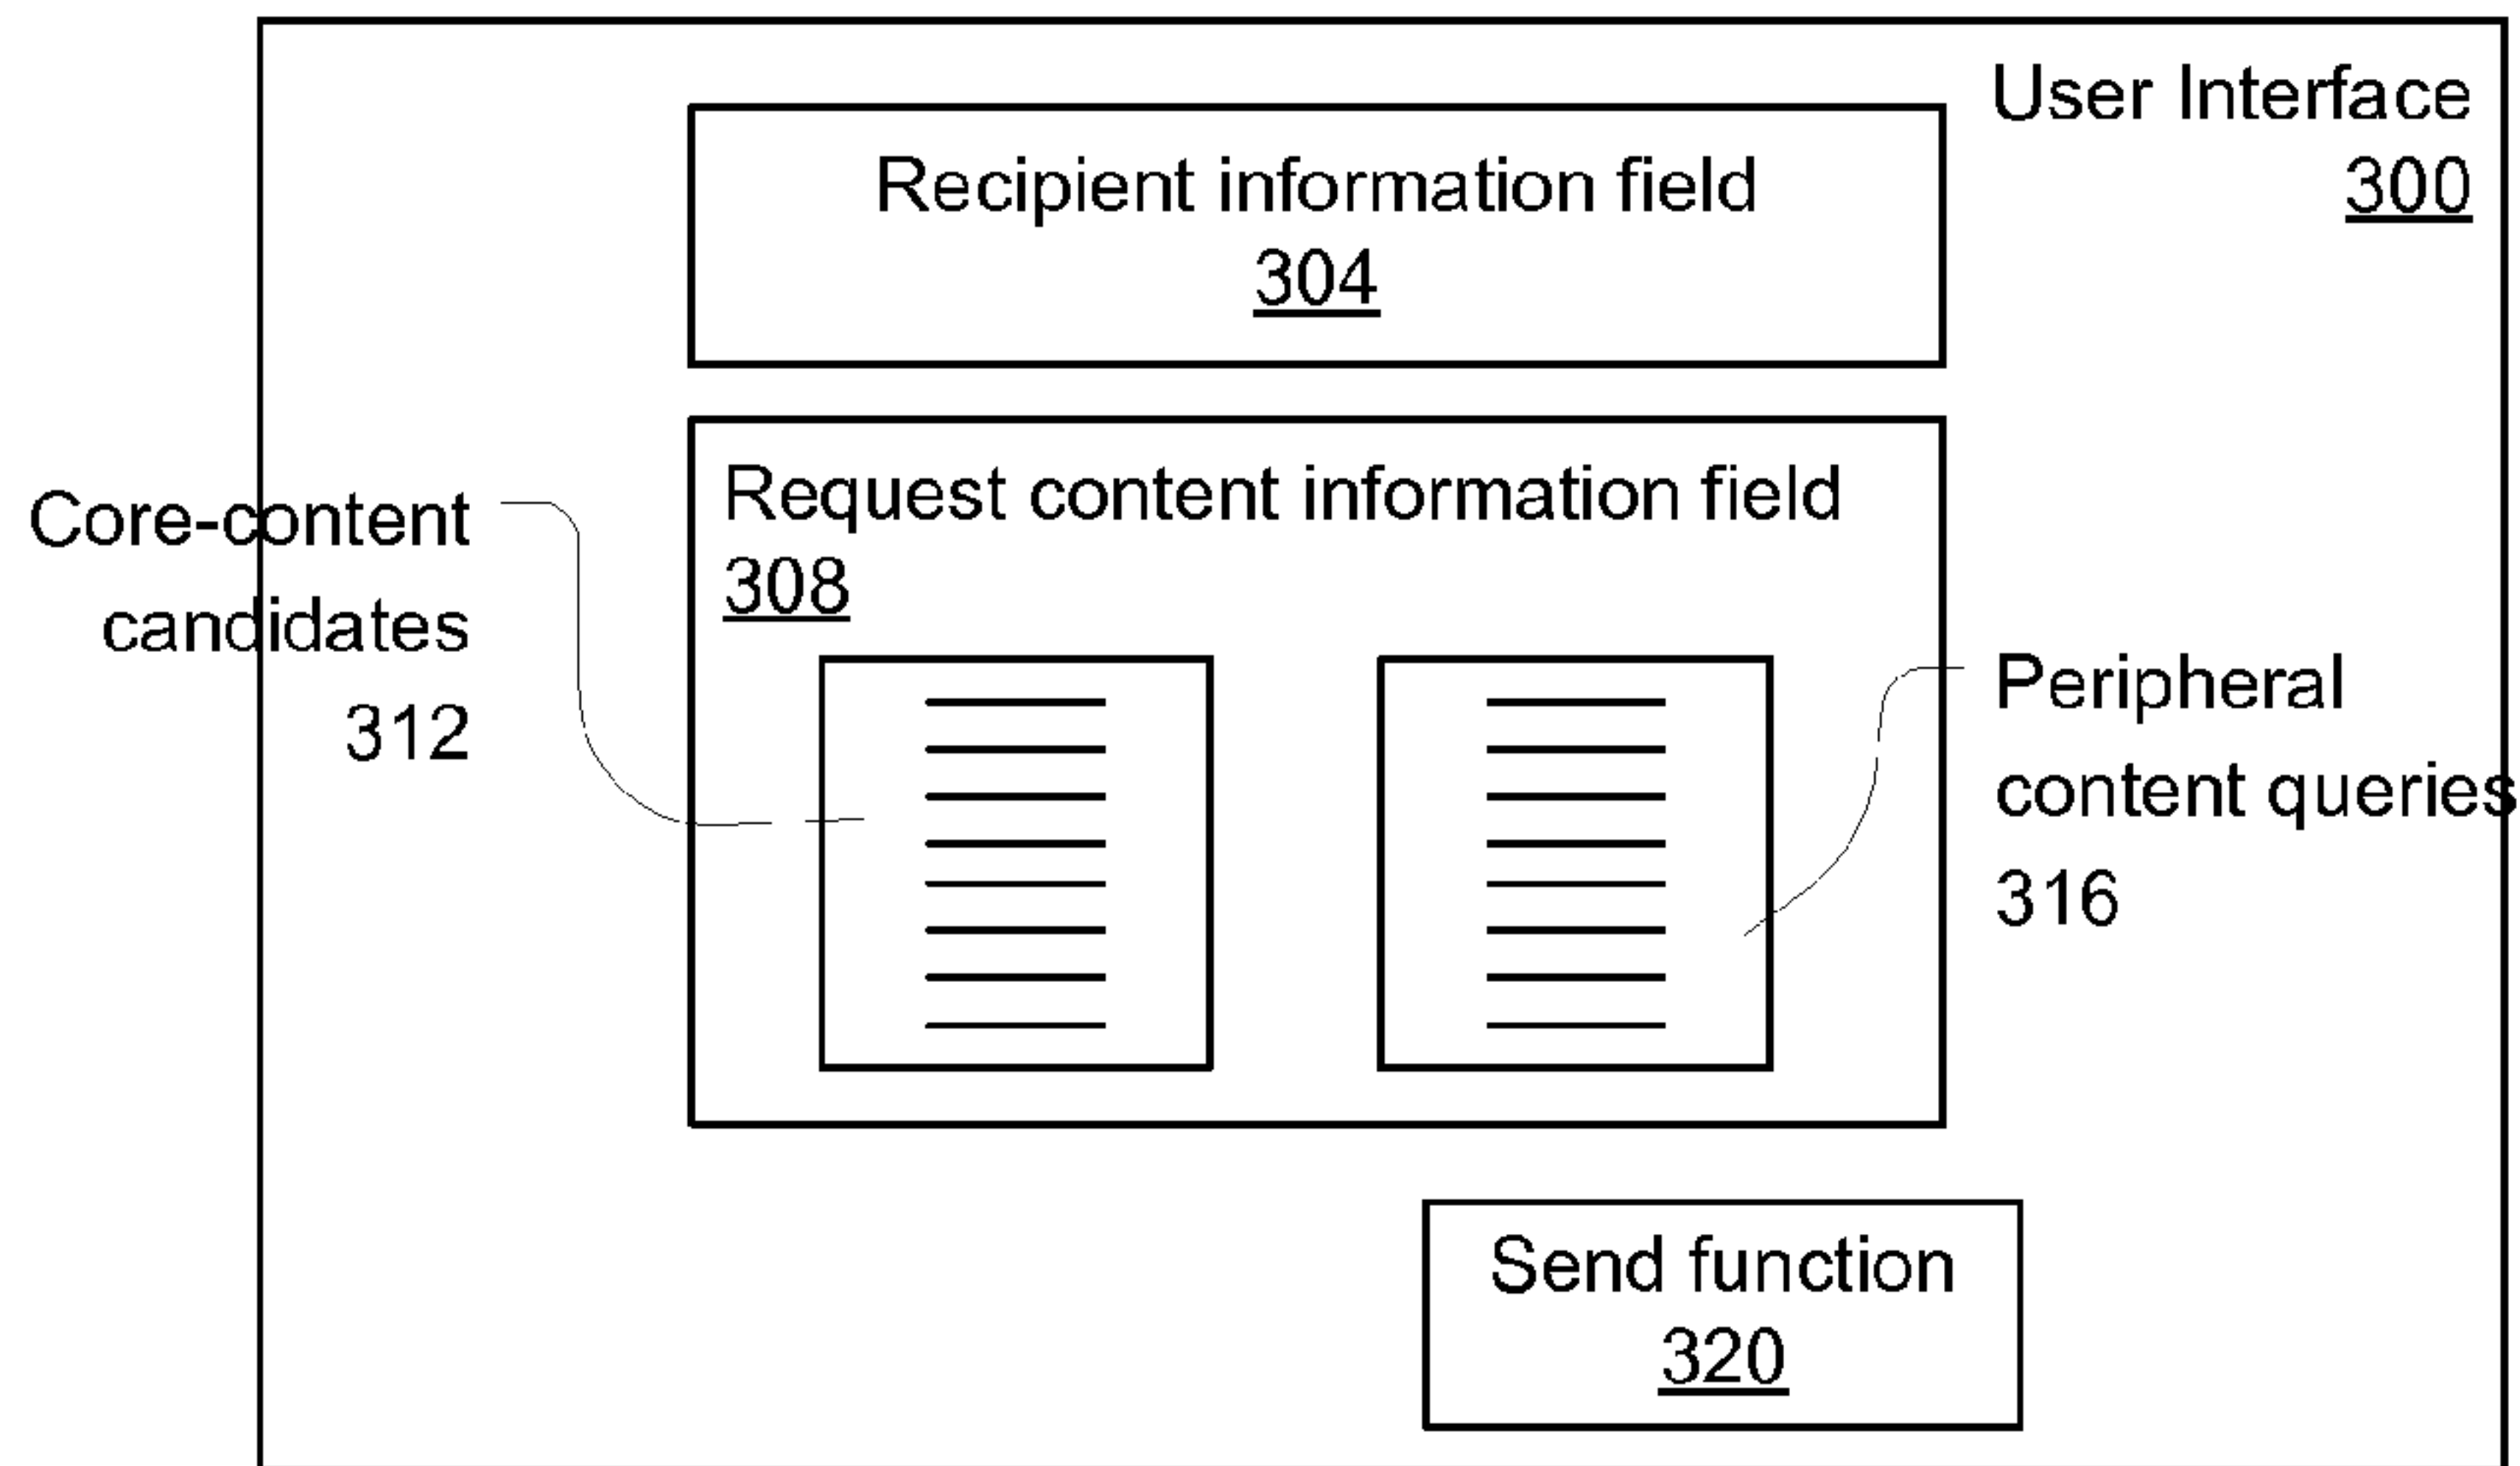 User Interface
300
Recipient information field
304
Request content information field
308
Core-content
candidates
312
Peripheral
content queries
316
Send function
320